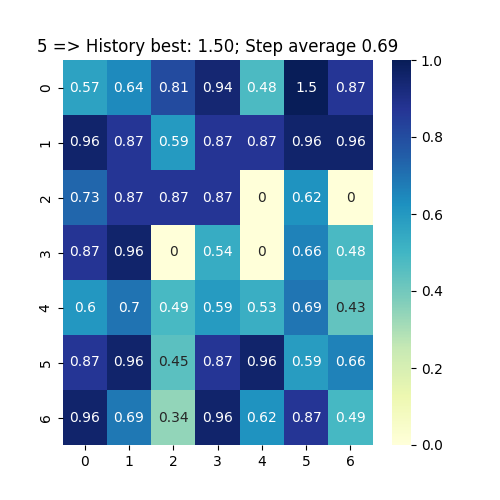 5 => History best: 1.50; Step average 0.69
0 0.57 0.64 0.81 0.94 0.48 1.5 0.87
1 0.96 0.87 0.59 0.87 0.87 0.96 0.96
2 0.73 0.87 0.87 0.87 0 0.62 0
3 0.87 0.96 0 0.54 0 0.66 0.48
4 0.6 0.7 0.49 0.59 0.53 0.69 0.43
5 0.87 0.96 0.45 0.87 0.96 0.59 0.66
6 0.96 0.69 0.34 0.96 0.62 0.87 0.49
0 1 2 3 4 5 6
1.0
0.8
0.6
0.4
0.2
0.0